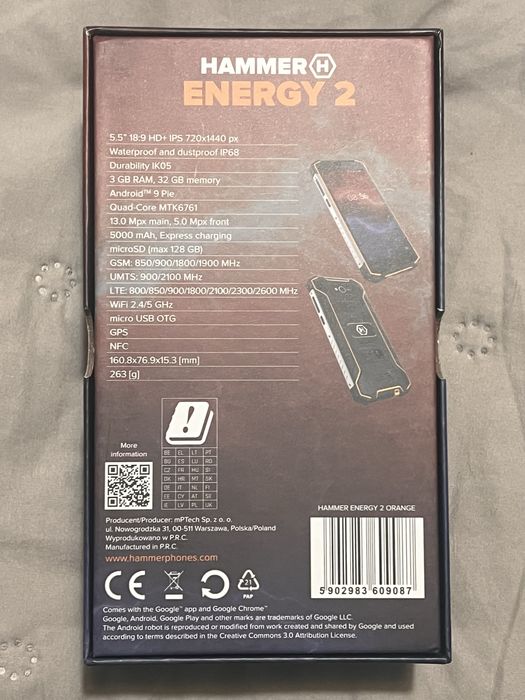 HAMMER H
ENERGY 2
5.5" 18:9 HD+ IPS 720x1440 px
Waterproof and dustproof IP68
Durability IK05
3 GB RAM, 32 GB memory
Android™ 9 Pie
Quad-Core MTK6761
13.0 Mpx main, 5.0 Mpx front
5000 mAh, Express charging
microSD (max 128 GB)
GSM: 850/900/1800/1900 MHz
UMTS: 900/2100 MHz
LTE: 800/850/900/1800/2100/2300/2600 MHz
WiFi 2.4/5 GHz
micro USB OTG
GPS
NFC
160.8x76.9x15.3 [mm]
263 [g]
More
information
BE EL LT PT
BG ES LU RO
CZ FR HU SI
DK HR MT SK
DE IT NL FI
EE CY AT SE
IE LV PL UK
Producent/Producer: mPTech Sp. z o. o.
ul. Nowogrodzka 31, 00-511 Warszawa, Polska/Poland
Wyprodukowano w P.R.C.
Manufactured in P.R.C.
www.hammerphones.com
HAMMER ENERGY 2 ORANGE
5 902983 609087
CE
21
PAP
Comes with the Google™ app and Google Chrome™
Google, Android, Google Play and other marks are trademarks of Google LLC.
The Android robot is reproduced or modified from work created and shared by Google and used
according to terms described in the Creative Commons 3.0 Attribution License.